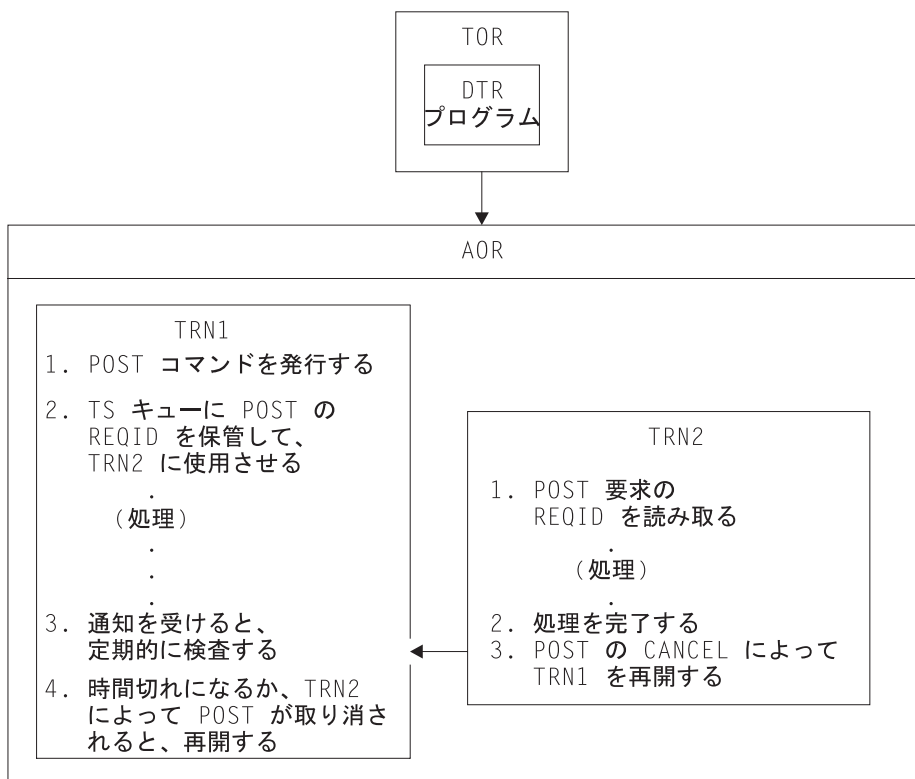 TOR
DTR
プログラム
AOR
TRN1
1. POST コマンドを発行する
2. TS キューに POST の
REQID を保管して、
TRN2 に使用させる
.
(処理)
.
.
.
3. 通知を受けると、
定期的に検査する
4. 時間切れになるか、TRN2
によって POST が取り消さ
れると、再開する
TRN2
1. POST 要求の
REQID を読み取る
.
(処理)
.
2. 処理を完了する
3. POST の CANCEL によって
TRN1 を再開する